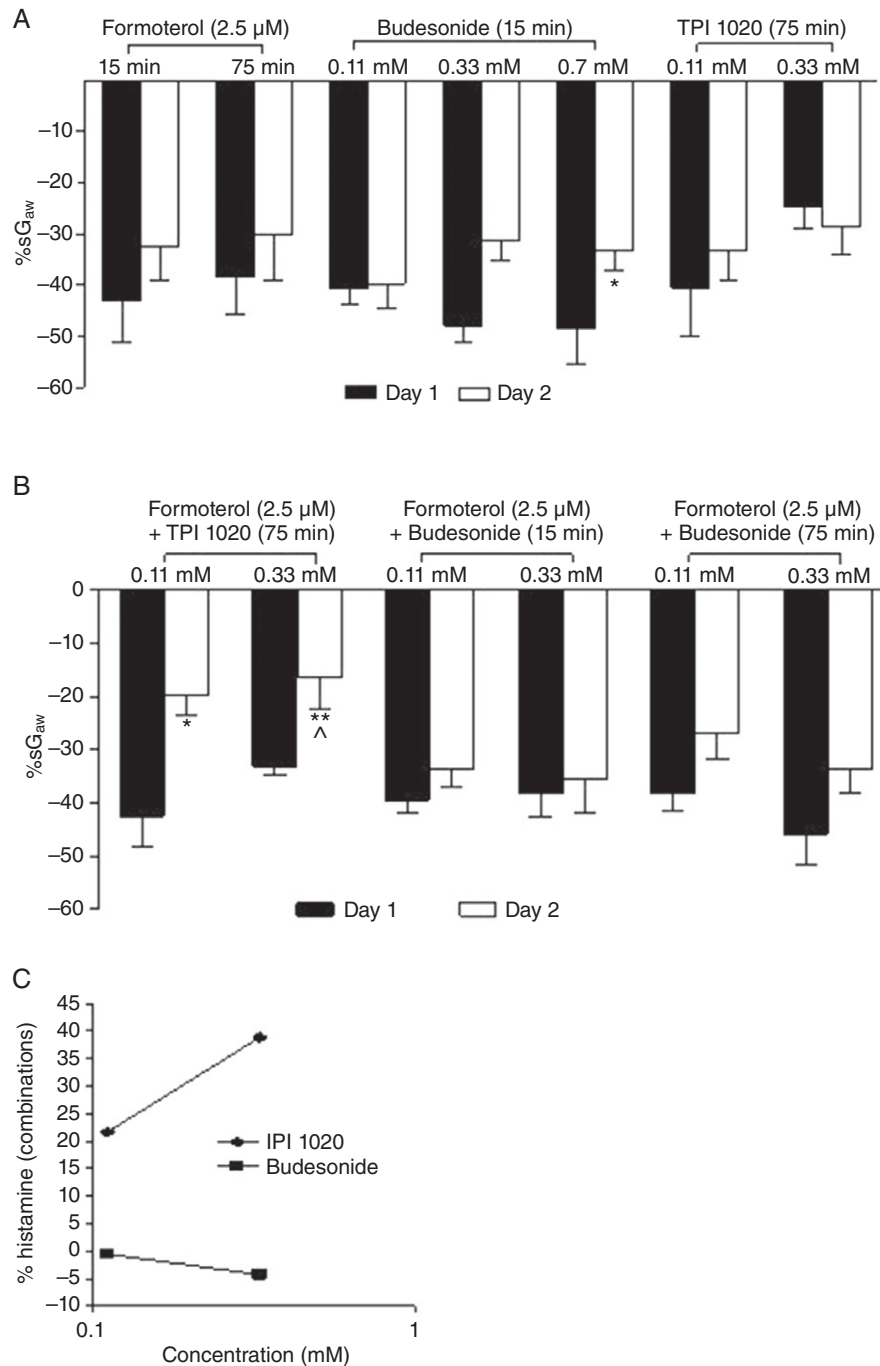 A
Formoterol (2.5 µM)
Budesonide (15 min)
TPI 1020 (75 min)
15 min
75 min
0.11 mM
0.33 mM
0.7 mM
0.11 mM
0.33 mM
%sGaw
–10
–20
–30
–40
–50
–60
*
Day 1
Day 2
B
Formoterol (2.5 µM)
+ TPI 1020 (75 min)
Formoterol (2.5 µM)
+ Budesonide (15 min)
Formoterol (2.5 µM)
+ Budesonide (75 min)
0.11 mM
0.33 mM
0.11 mM
0.33 mM
0.11 mM
0.33 mM
%sGaw
0
–10
–20
–30
–40
–50
–60
*
**
^
Day 1
Day 2
C
% histamine (combinations)
45
40
35
30
25
20
15
10
5
0
–5
–10
IPI 1020
Budesonide
0.1
1
Concentration (mM)